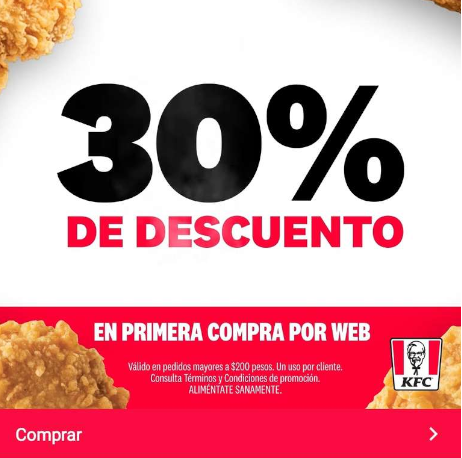 30%
DE DESCUENTO
EN PRIMERA COMPRA POR WEB
Válido en pedidos mayores a $200 pesos. Un uso por cliente.
Consulta Términos y Condiciones de promoción.
ALIMÉNTATE SANAMENTE.
KFC
Comprar